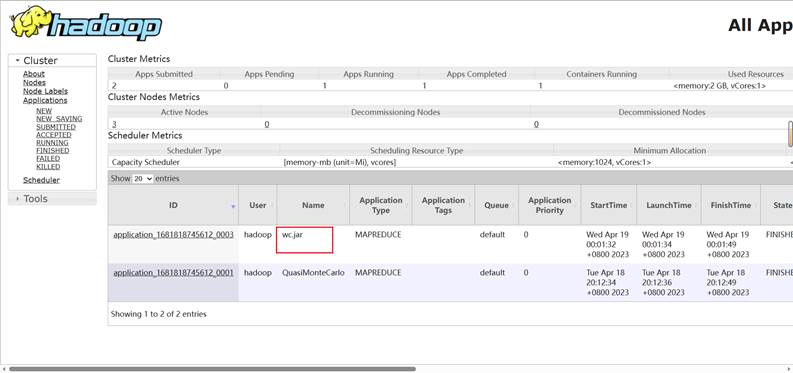 hadoop
All App
Cluster
About
Nodes
Node Labels
Applications
NEW
NEW_SAVING
SUBMITTED
ACCEPTED
RUNNING
FINISHED
FAILED
KILLED
Scheduler
Tools
Cluster Metrics
Apps Submitted Apps Pending Apps Running Apps Completed Containers Running Used Resources
2 0 1 1 1 <memory:2 GB, vCores:1>
Cluster Nodes Metrics
Active Nodes Decommissioning Nodes Decommissioned Nodes
3 0 0
Scheduler Metrics
Scheduler Type Scheduling Resource Type Minimum Allocation
Capacity Scheduler [memory-mb (unit=Mi), vcores] <memory:1024, vCores:1> <
Show 20 entries
ID User Name Application Type Application Tags Queue Application Priority StartTime LaunchTime FinishTime State
application_1681818745612_0003 hadoop wc.jar MAPREDUCE default 0 Wed Apr 19 Wed Apr 19 Wed Apr 19 FINISHE
00:01:32 00:01:34 00:01:49
+0800 2023 +0800 2023 +0800 2023
application_1681818745612_0001 hadoop QuasiMonteCarlo MAPREDUCE default 0 Tue Apr 18 Tue Apr 18 Tue Apr 18 FINISHE
20:12:34 20:12:36 20:12:49
+0800 2023 +0800 2023 +0800 2023
Showing 1 to 2 of 2 entries